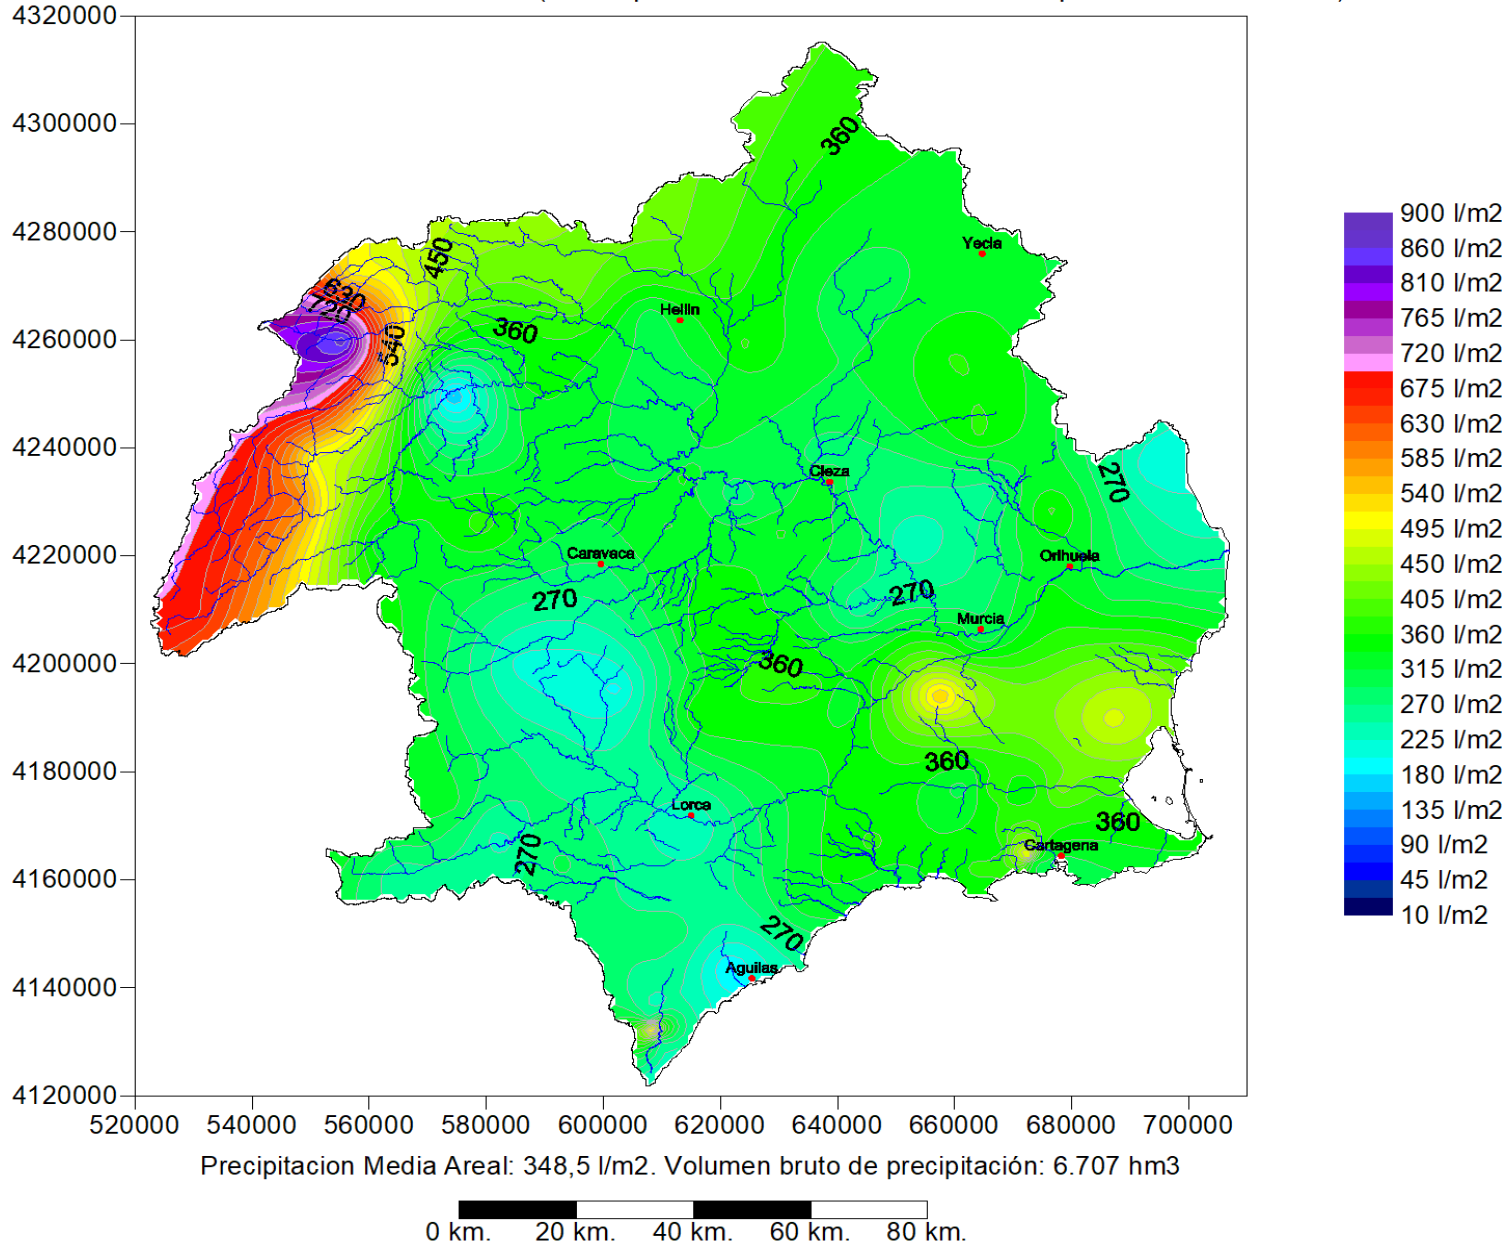 4320000
4300000
4280000
4260000
4240000
4220000
4200000
4180000
4160000
4140000
4120000
520000 540000 560000 580000 600000 620000 640000 660000 680000 700000
360
Yecla
450
630
720
Hellin
360
540
Cieza
270
Caravaca
Orihuela
270
270
Murcia
360
360
Lorca
360
270
Cartagena
270
Aguilas
900 l/m2
860 l/m2
810 l/m2
765 l/m2
720 l/m2
675 l/m2
630 l/m2
585 l/m2
540 l/m2
495 l/m2
450 l/m2
405 l/m2
360 l/m2
315 l/m2
270 l/m2
225 l/m2
180 l/m2
135 l/m2
90 l/m2
45 l/m2
10 l/m2
Precipitacion Media Areal: 348,5 l/m2. Volumen bruto de precipitación: 6.707 hm3
0 km. 20 km. 40 km. 60 km. 80 km.